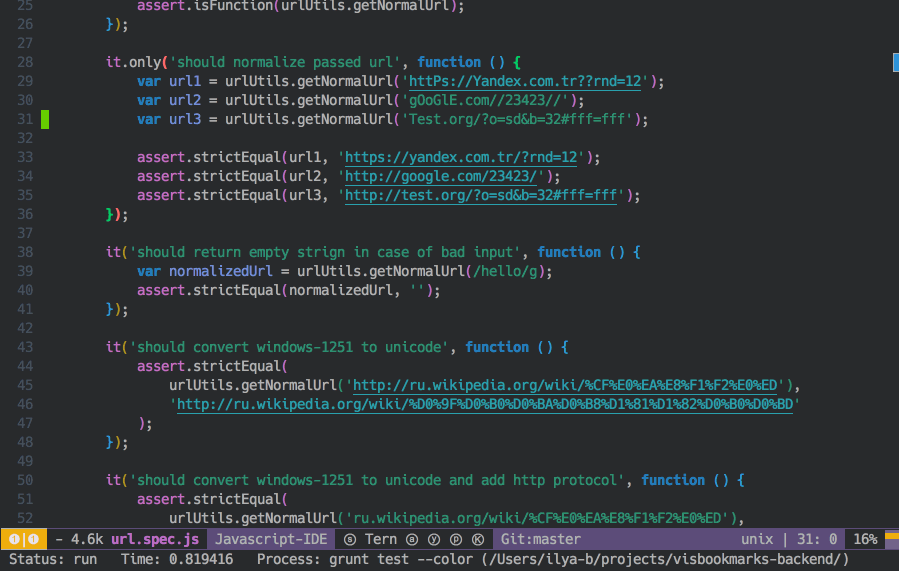 25 assert.isFunction(urlUtils.getNormalUrl);
26 });
27
28 it.only('should normalize passed url', function () {
29 var url1 = urlUtils.getNormalUrl('httPs://Yandex.com.tr??rnd=12');
30 var url2 = urlUtils.getNormalUrl('gOoGlE.com//23423//');
31 var url3 = urlUtils.getNormalUrl('Test.org/?o=sd&b=32#fff=fff');
32
33 assert.strictEqual(url1, 'https://yandex.com.tr/?rnd=12');
34 assert.strictEqual(url2, 'http://google.com/23423/');
35 assert.strictEqual(url3, 'http://test.org/?o=sd&b=32#fff=fff');
36 });
37
38 it('should return empty strign in case of bad input', function () {
39 var normalizedUrl = urlUtils.getNormalUrl(/hello/g);
40 assert.strictEqual(normalizedUrl, '');
41 });
42
43 it('should convert windows-1251 to unicode', function () {
44 assert.strictEqual(
45 urlUtils.getNormalUrl('http://ru.wikipedia.org/wiki/%CF%E0%EA%E8%F1%F2%E0%ED'),
46 'http://ru.wikipedia.org/wiki/%D0%9F%D0%B0%D0%BA%D0%B8%D1%81%D1%82%D0%B0%D0%BD'
47 );
48 });
49
50 it('should convert windows-1251 to unicode and add http protocol', function () {
51 assert.strictEqual(
52 urlUtils.getNormalUrl('ru.wikipedia.org/wiki/%CF%E0%EA%E8%F1%F2%E0%ED'),
❶|❶ - 4.6k url.spec.js Javascript-IDE ⓢ Tern ⓐ ⓨ ⓟ Ⓚ Git:master unix | 31: 0 16%
Status: run Time: 0.819416 Process: grunt test --color (/Users/ilya-b/projects/visbookmarks-backend/)